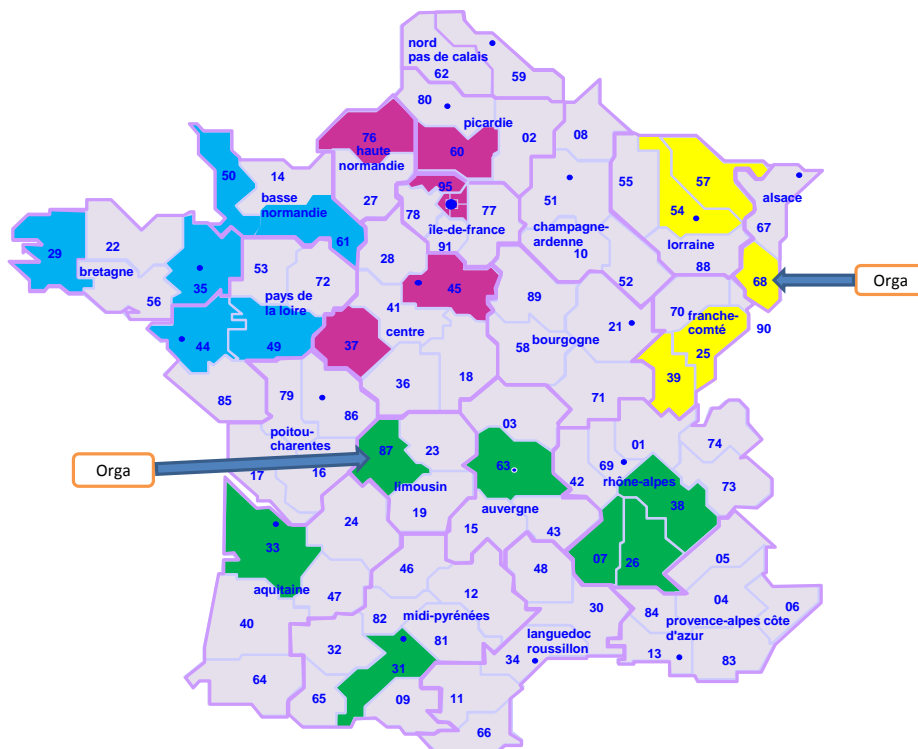 nord
pas de calais
62
59
80
picardie
02
08
76
haute
normandie
60
27
95
78
77
île-de-france
91
50
14
basse
normandie
61
55
57
54
lorraine
88
alsace
67
68
Orga
51
champagne-
ardenne
10
52
29
22
bretagne
56
35
53
72
pays de
la loire
44
49
28
45
41
centre
37
36
18
89
bourgogne
21
58
71
70
franche-
comté
25
39
90
85
79
86
poitou-
charentes
17
16
Orga
87
23
limousin
19
03
63
auvergne
15
43
42
69
01
rhône-alpes
74
73
38
07
26
33
24
aquitaine
47
40
64
46
12
midi-pyrénées
82
81
32
31
65
09
48
30
languedoc
roussillon
34
11
66
05
04
06
84
provence-alpes côte
d'azur
13
83